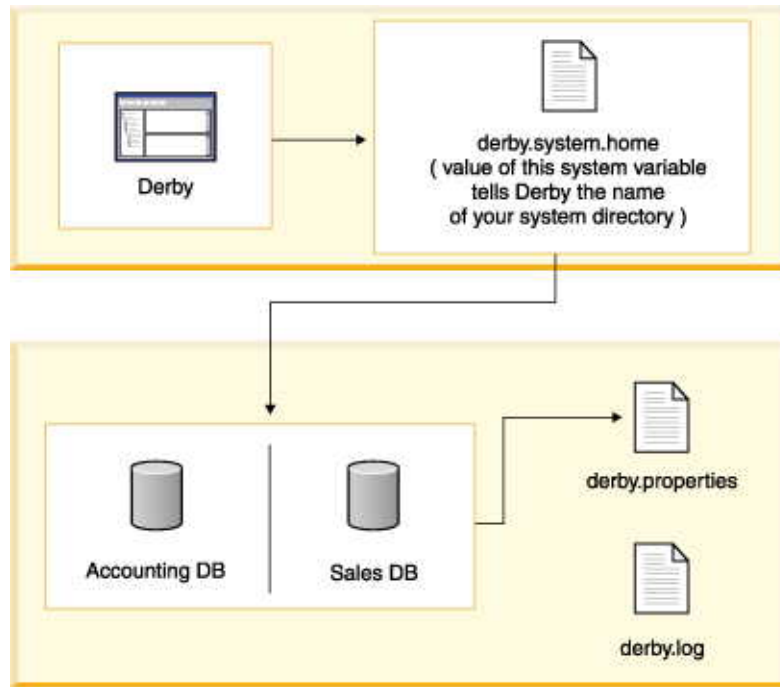 Derby
derby.system.home
( value of this system variable
tells Derby the name
of your system directory )
Accounting DB
Sales DB
derby.properties
derby.log